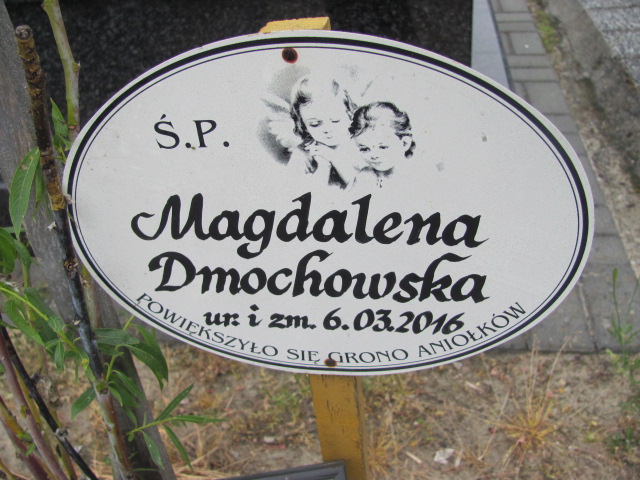 Ś.P.
Magdalena
Dmochowska
ur. i zm. 6.03.2016
POWIĘKSZYŁO SIĘ GRONO ANIOŁKÓW